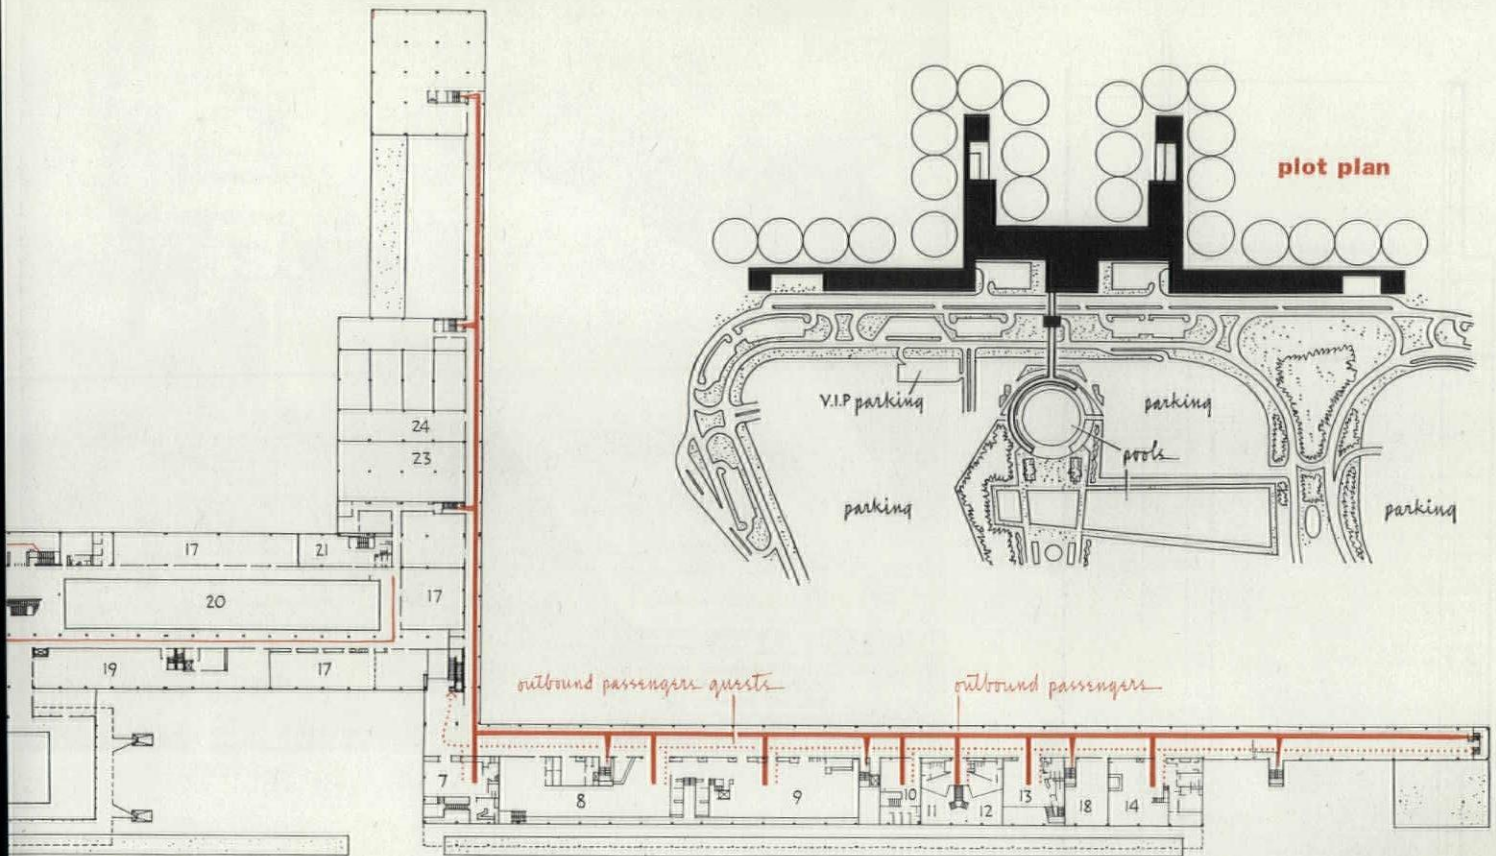 plot plan
V.I.P parking
parking
pools
parking
parking
24
23
17
21
20
17
19
17
outbound passengers guests
outbound passengers
7
8
9
10
11
12
13
18
14